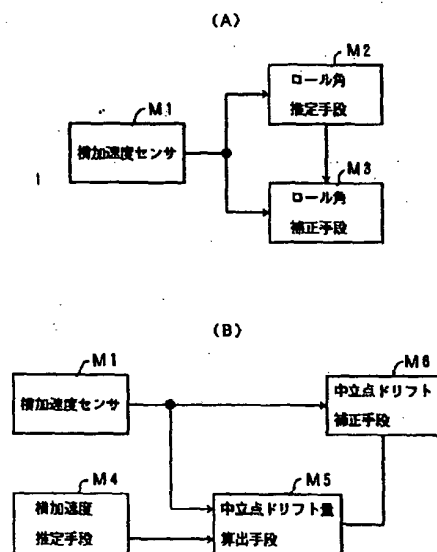 (A)
M2
ロール角
推定手段
M1
横加速度センサ
M3
ロール角
補正手段
(B)
M1
横加速度センサ
M6
中立点ドリフト
補正手段
M4
横加速度
推定手段
M5
中立点ドリフト量
算出手段